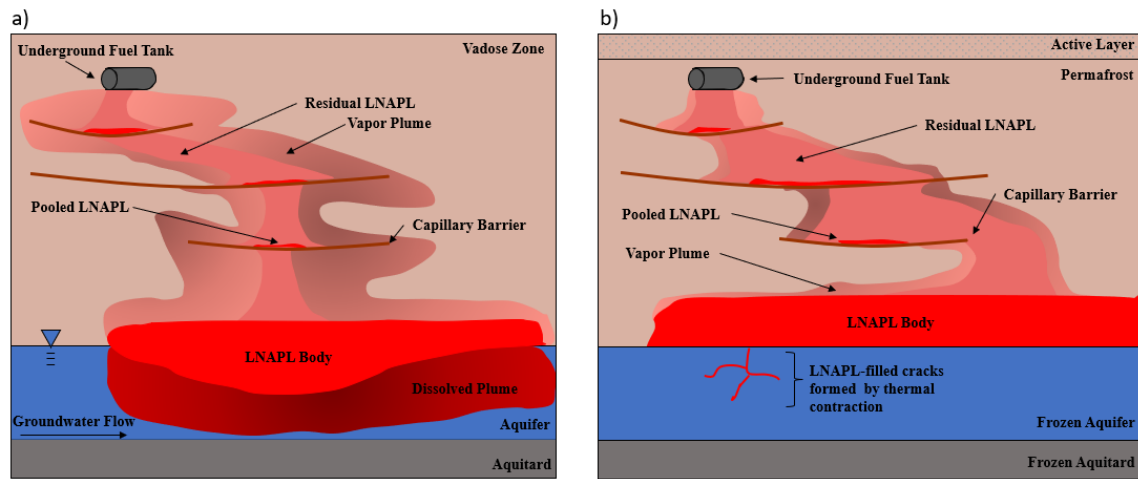 a)
Underground Fuel Tank
Vadose Zone
Residual LNAPL
Vapor Plume
Pooled LNAPL
Capillary Barrier
LNAPL Body
Dissolved Plume
Groundwater Flow
Aquifer
Aquitard
b)
Active Layer
Underground Fuel Tank
Permafrost
Residual LNAPL
Capillary Barrier
Pooled LNAPL
Vapor Plume
LNAPL Body
LNAPL-filled cracks
formed by thermal
contraction
Frozen Aquifer
Frozen Aquitard